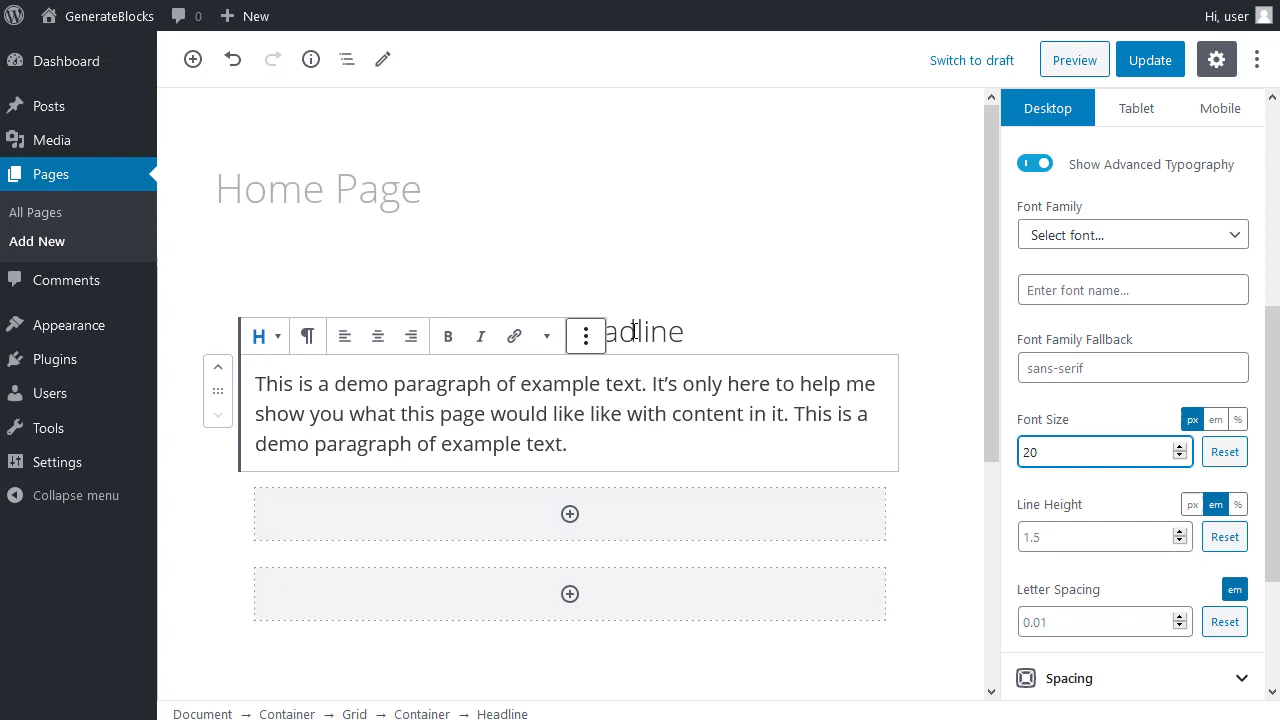 GenerateBlocks
0
New
Hi, user
Dashboard
Posts
Media
Pages
All Pages
Add New
Comments
Appearance
Plugins
Users
Tools
Settings
Collapse menu
Switch to draft
Preview
Update
Home Page
adline
H
B
I
This is a demo paragraph of example text. It’s only here to help me
show you what this page would like like with content in it. This is a
demo paragraph of example text.
Desktop
Tablet
Mobile
Show Advanced Typography
Font Family
Select font...
Enter font name...
Font Family Fallback
sans-serif
Font Size
px em %
20
Reset
Line Height
px em %
1.5
Reset
Letter Spacing
em
0.01
Reset
Spacing
Document → Container → Grid → Container → Headline